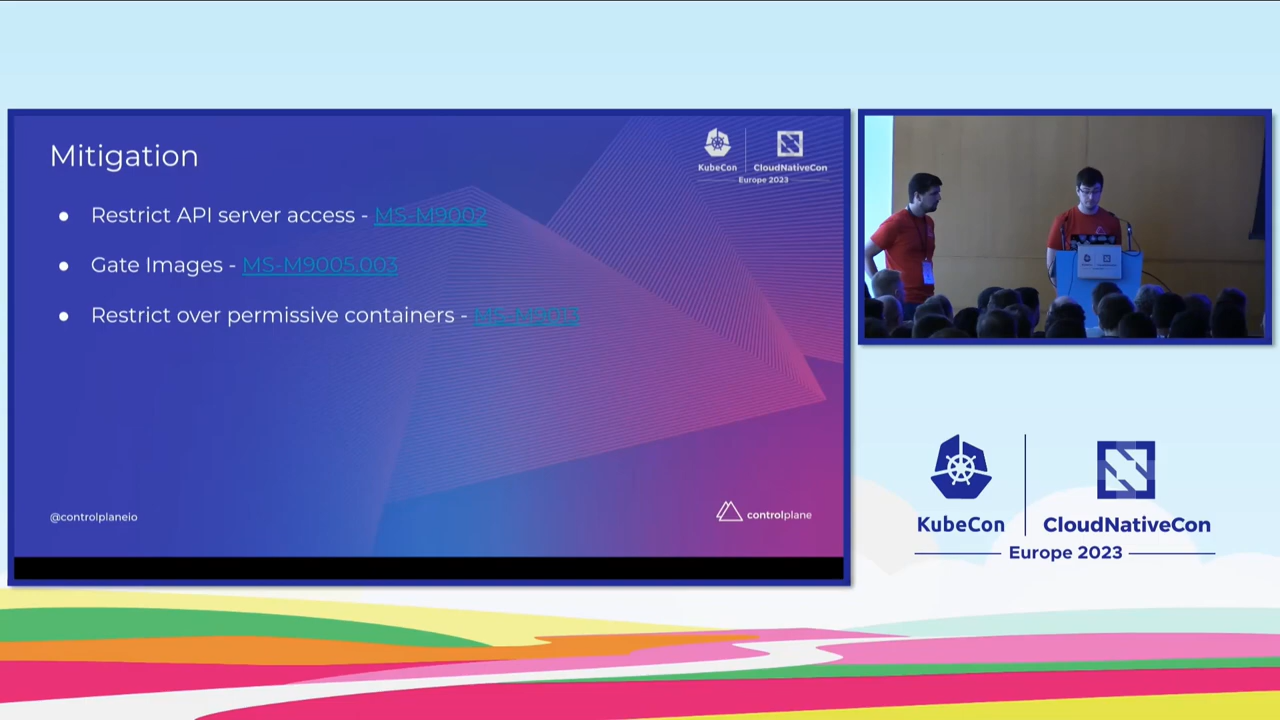 Mitigation
KubeCon
CloudNativeCon
Europe 2023
● Restrict API server access - MS-M9002
● Gate Images - MS-M9005.003
● Restrict over permissive containers - MS-M9013
@controlplaneio
controlplane
KubeCon
CloudNativeCon
Europe 2023